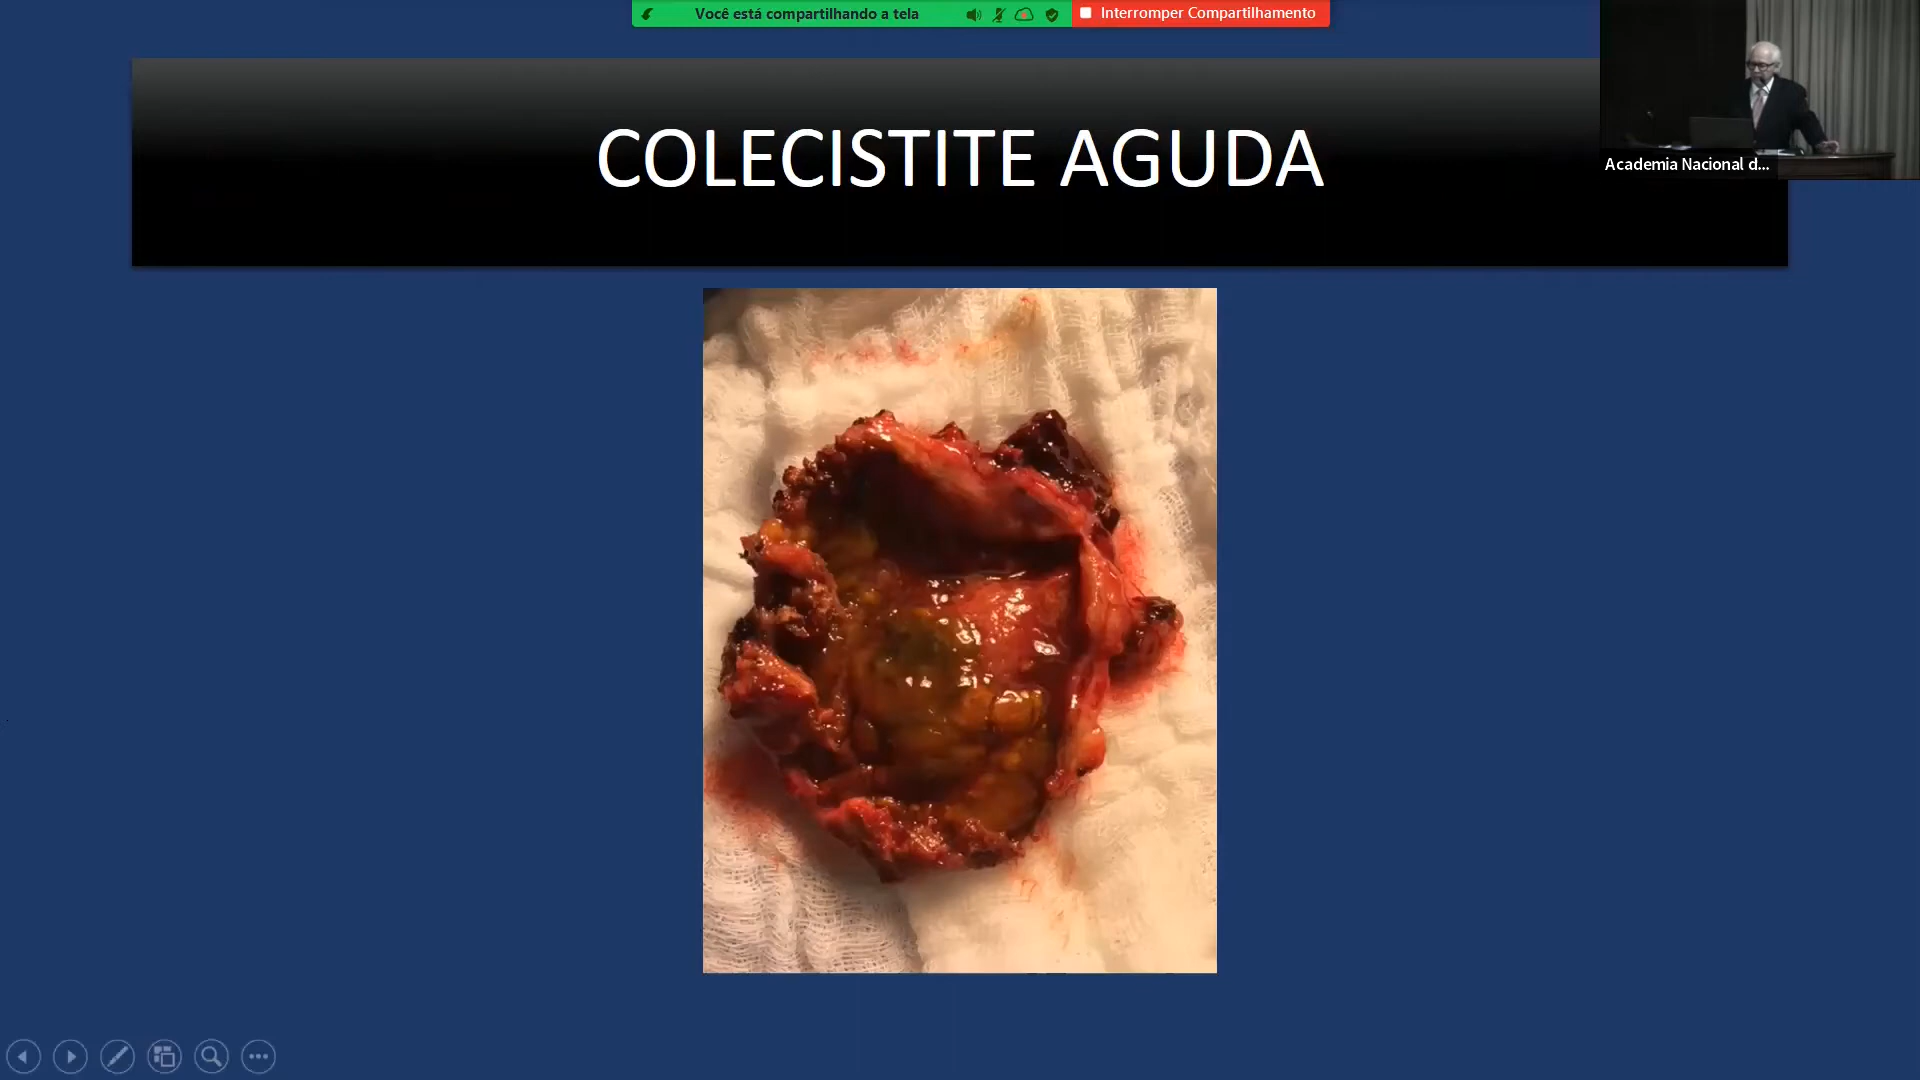 Você está compartilhando a tela
Interromper Compartilhamento
COLECISTITE AGUDA
Academia Nacional d...